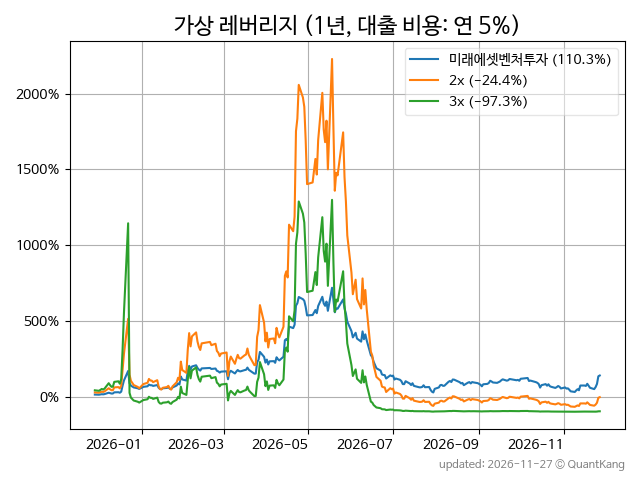 가상 레버리지 (1년, 대출 비용: 연 5%)
미래에셋벤처투자 (110.3%)
2x (−24.4%)
3x (−97.3%)
2000%
1500%
1000%
500%
0%
2026-01 2026-03 2026-05 2026-07 2026-09 2026-11
updated: 2026-11-27 © QuantKang